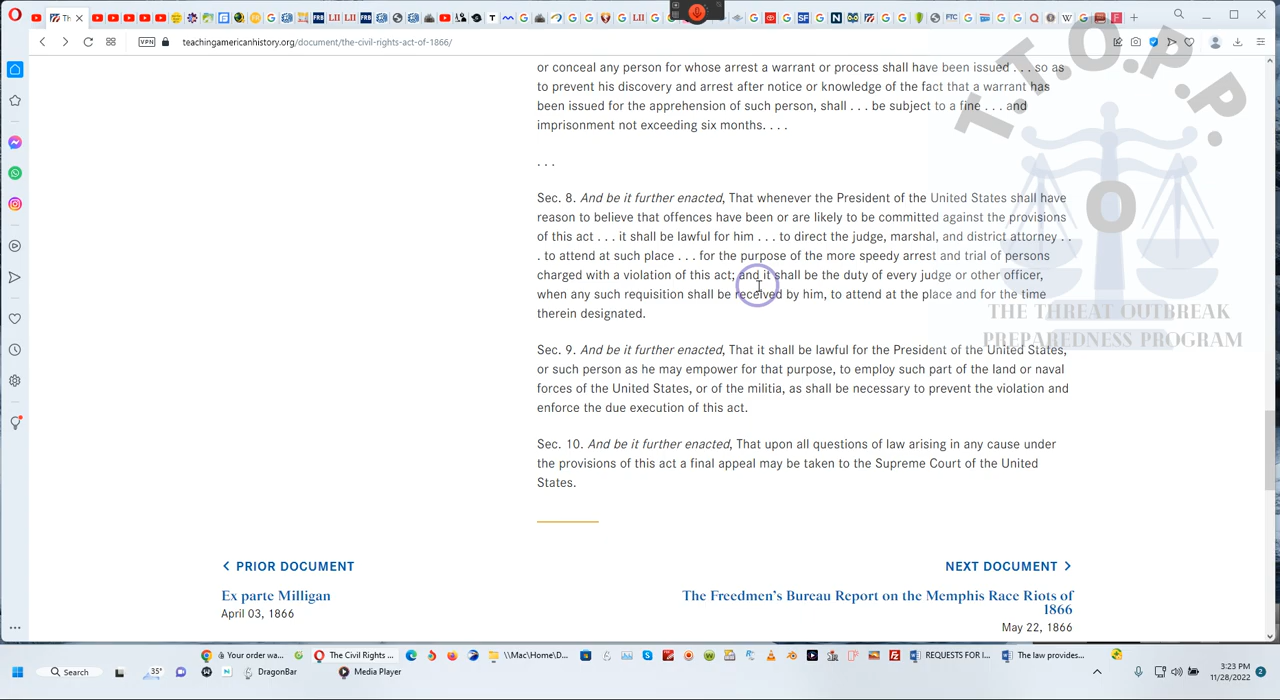 Th
teachingamericanhistory.org/document/the-civil-rights-act-of-1866/
VPN
or conceal any person for whose arrest a warrant or process shall have been issued . . . so as
to prevent his discovery and arrest after notice or knowledge of the fact that a warrant has
been issued for the apprehension of such person, shall . . . be subject to a fine . . . and
imprisonment not exceeding six months. . . .
. . .
Sec. 8. And be it further enacted, That whenever the President of the United States shall have
reason to believe that offences have been or are likely to be committed against the provisions
of this act . . . it shall be lawful for him . . . to direct the judge, marshal, and district attorney . .
. to attend at such place . . . for the purpose of the more speedy arrest and trial of persons
charged with a violation of this act; and it shall be the duty of every judge or other officer,
when any such requisition shall be received by him, to attend at the place and for the time
therein designated.
Sec. 9. And be it further enacted, That it shall be lawful for the President of the United States,
or such person as he may empower for that purpose, to employ such part of the land or naval
forces of the United States, or of the militia, as shall be necessary to prevent the violation and
enforce the due execution of this act.
Sec. 10. And be it further enacted, That upon all questions of law arising in any cause under
the provisions of this act a final appeal may be taken to the Supreme Court of the United
States.
T.T.O.P.P.
O
THE THREAT OUTBREAK
PREPAREDNESS PROGRAM
< PRIOR DOCUMENT
Ex parte Milligan
April 03, 1866
NEXT DOCUMENT >
The Freedmen's Bureau Report on the Memphis Race Riots of
1866
May 22, 1866
Your order wa...
The Civil Rights ...
\\Mac\Home\D...
REQUESTS FOR I...
The law provides...
Search
35°
DragonBar
Media Player
3:23 PM
11/28/2022
2